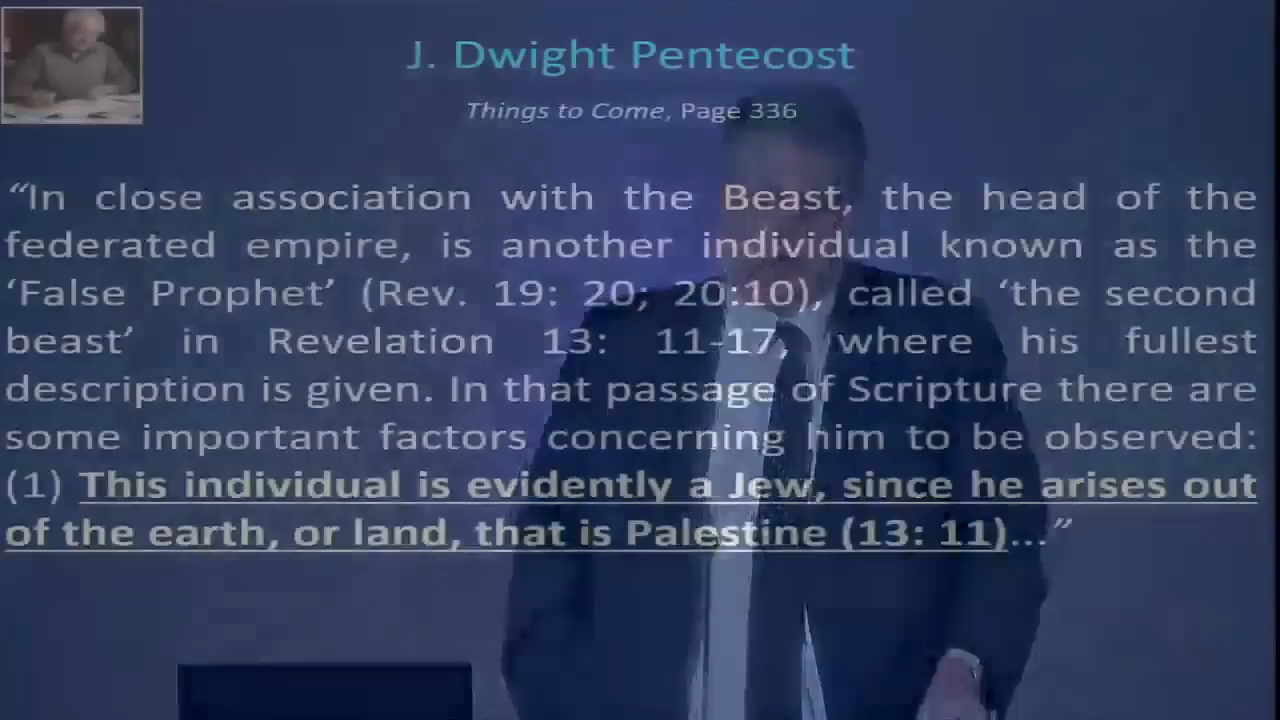 J. Dwight Pentecost
Things to Come, Page 336
“In close association with the Beast, the head of the
federated empire, is another individual known as the
‘False Prophet’ (Rev. 19: 20; 20:10), called ‘the second
beast’ in Revelation 13: 11-17, where his fullest
description is given. In that passage of Scripture there are
some important factors concerning him to be observed:
(1) This individual is evidently a Jew, since he arises out
of the earth, or land, that is Palestine (13: 11)...”